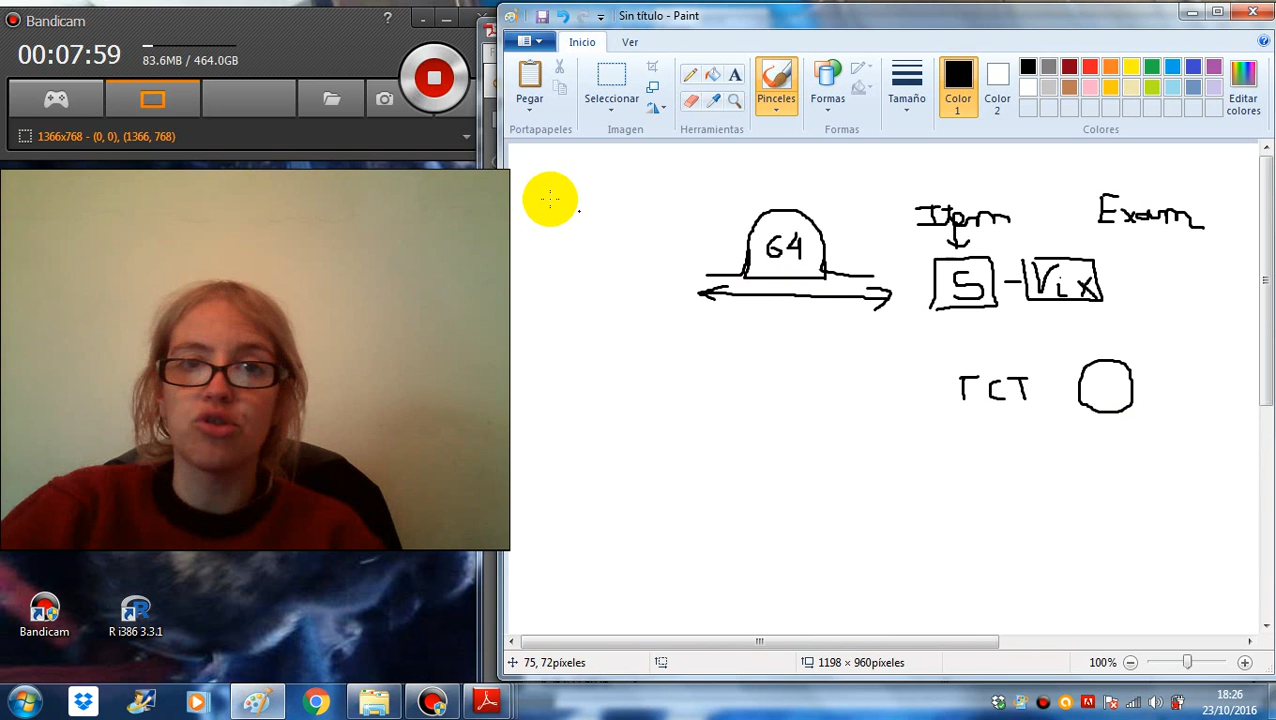 Bandicam
?
00:07:59
83.6MB / 464.0GB
1366x768 - (0, 0), (1366, 768)
Sin título - Paint
Inicio
Ver
Pegar
Seleccionar
Pinceles
Formas
Tamaño
Color
1
Color
2
Editar
colores
Portapapeles
Imagen
Herramientas
Formas
Colores
64
Item
Exam
S - Vix
TCT
75, 72píxeles
1198 × 960píxeles
100%
Bandicam
R i386 3.3.1
18:26
23/10/2016